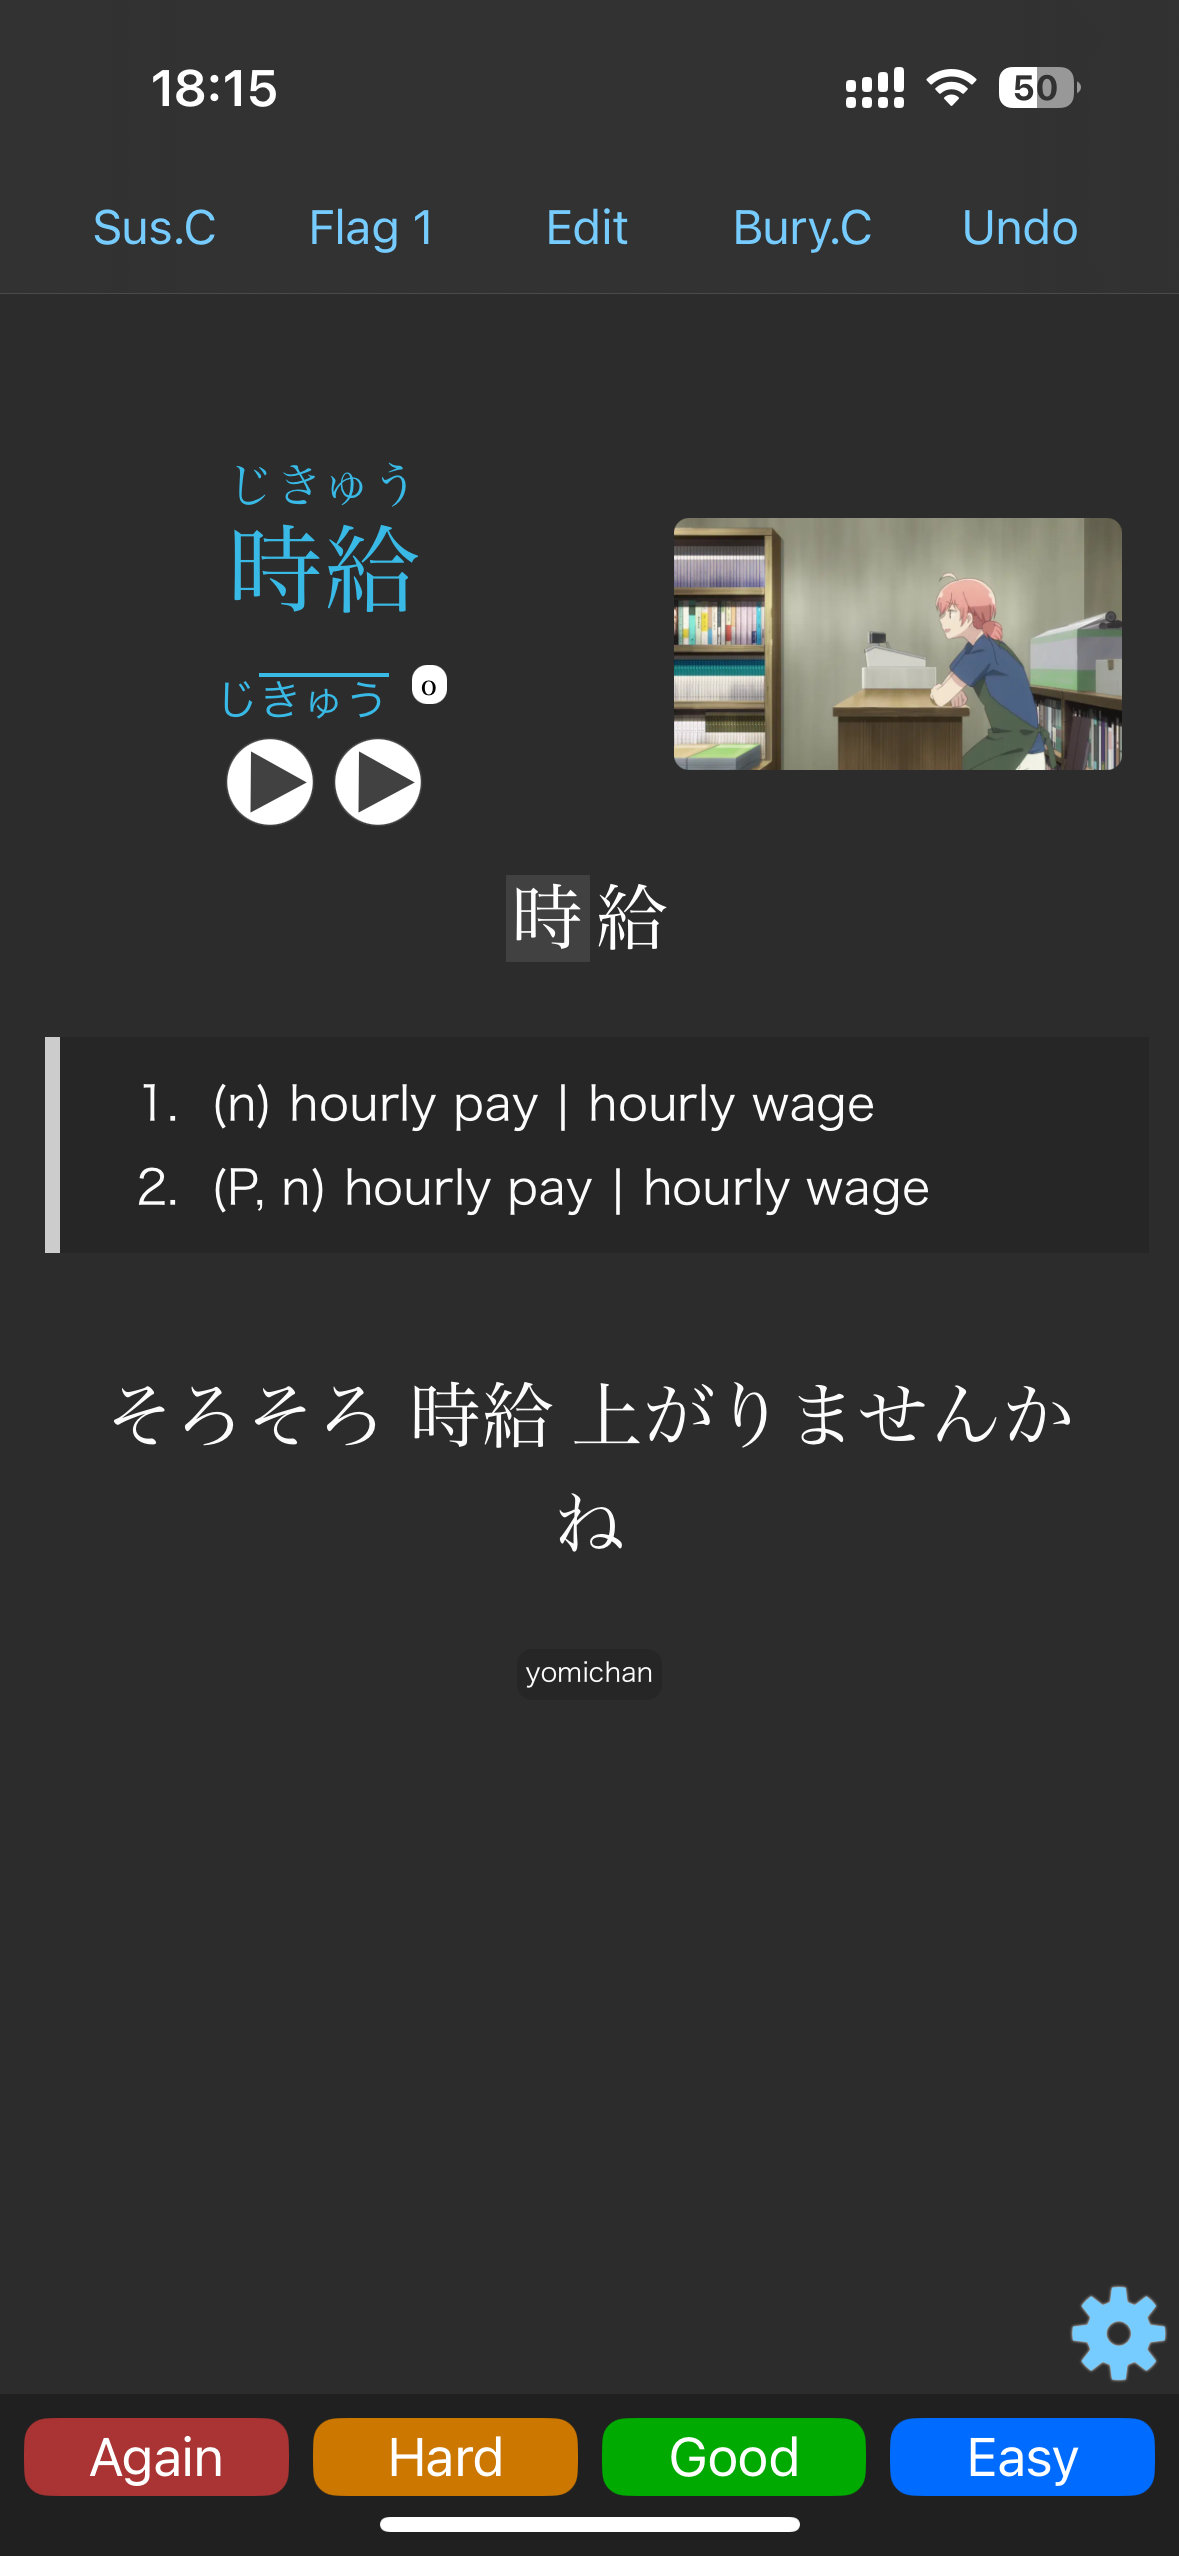 18:15
50
Sus.C Flag 1 Edit Bury.C Undo
じきゅう
時給
じきゅう 0
時給
1. (n) hourly pay | hourly wage
2. (P, n) hourly pay | hourly wage
そろそろ 時給 上がりませんか
ね
yomichan
Again Hard Good Easy